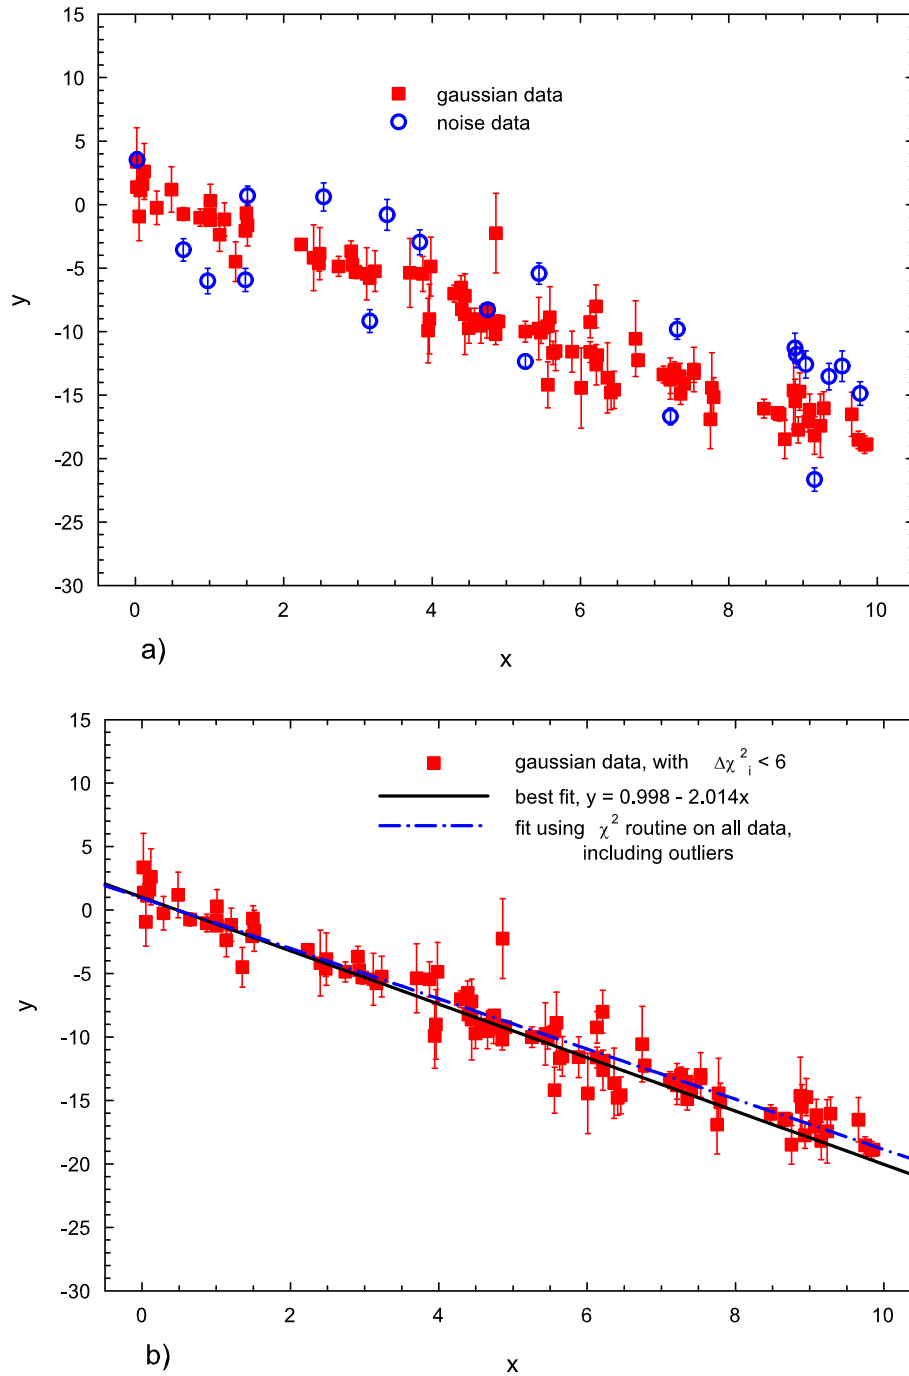 15
10
5
0
-5
-10
-15
-20
-25
-30
y
gaussian data
noise data
0 2 4 6 8 10
a)
x
15
10
5
0
-5
-10
-15
-20
-25
-30
y
gaussian data, with Δχ²ᵢ < 6
best fit, y = 0.998 - 2.014x
fit using χ² routine on all data,
including outliers
0 2 4 6 8 10
b)
x